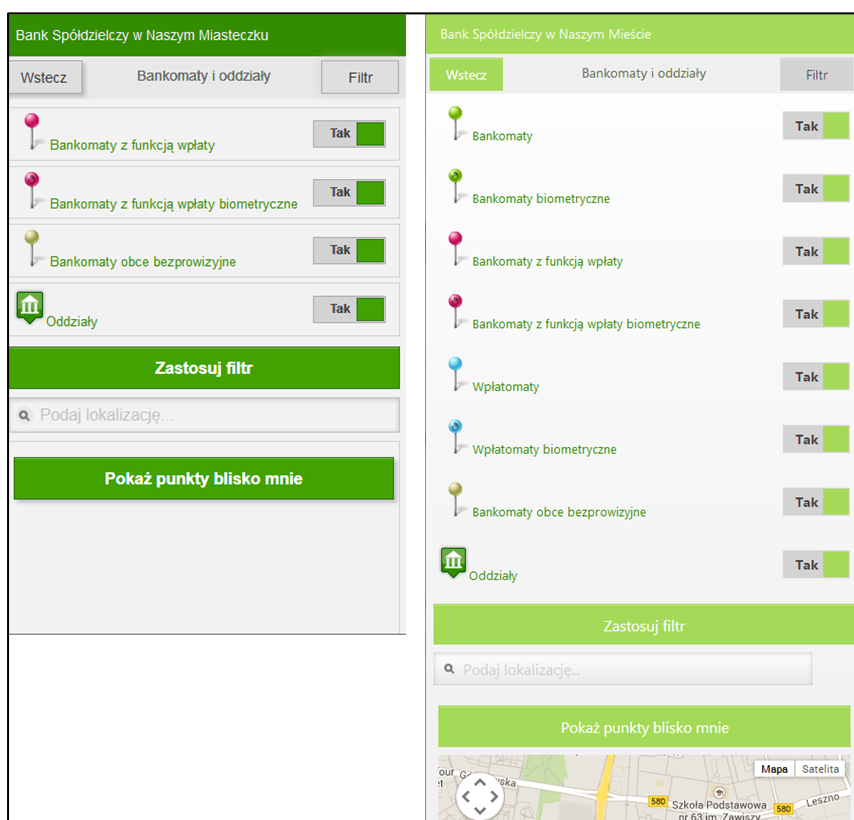 Bank Spółdzielczy w Naszym Miasteczku
Wstecz
Bankomaty i oddziały
Filtr
Bankomaty z funkcją wpłaty
Tak
Bankomaty z funkcją wpłaty biometryczne
Tak
Bankomaty obce bezprowizyjne
Tak
Oddziały
Tak
Zastosuj filtr
Podaj lokalizację...
Pokaż punkty blisko mnie
Bank Spółdzielczy w Naszym Mieście
Wstecz
Bankomaty i oddziały
Filtr
Bankomaty
Tak
Bankomaty biometryczne
Tak
Bankomaty z funkcją wpłaty
Tak
Bankomaty z funkcją wpłaty biometryczne
Tak
Wpłatomaty
Tak
Wpłatomaty biometryczne
Tak
Bankomaty obce bezprowizyjne
Tak
Oddziały
Tak
Zastosuj filtr
Podaj lokalizację...
Pokaż punkty blisko mnie
Mapa
Satelita
580
Szkoła Podstawowa
nr 63 im. Zawiszy
580
Leszno